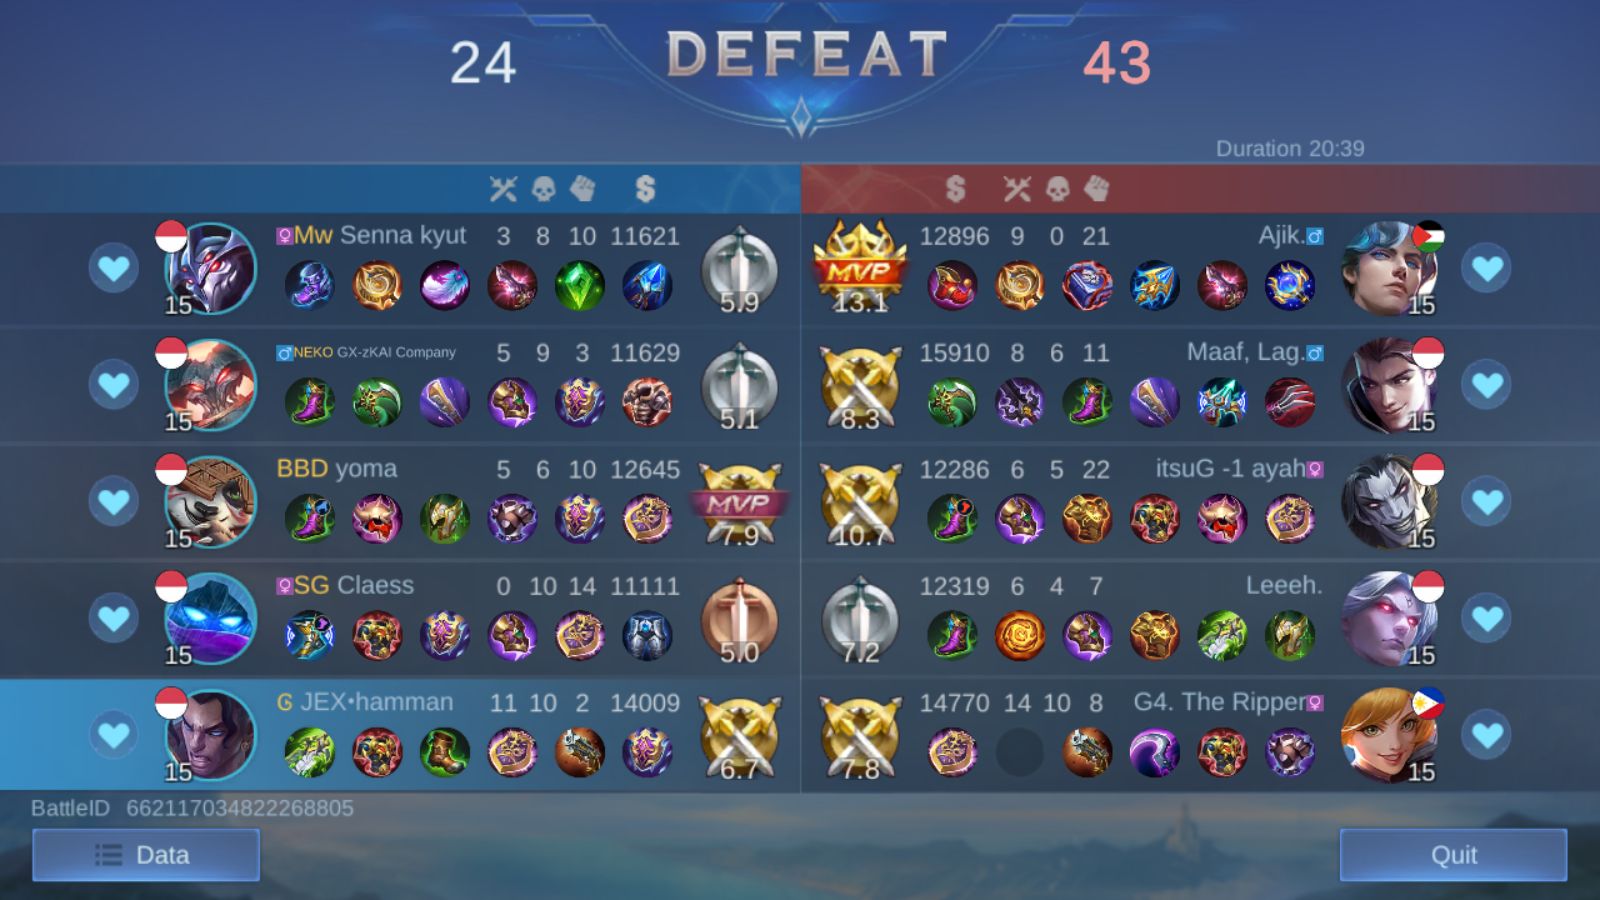 24 DEFEAT 43
Duration 20:39
♀Mw Senna kyut 3 8 10 11621
15 5.9
MVP 13.1 12896 9 0 21 Ajik.♂ 15
♂NEKO GX-zKAI Company 5 9 3 11629
15 5.1
8.3 15910 8 6 11 Maaf, Lag.♂ 15
BBD yoma 5 6 10 12645
15 MVP 7.9
10.7 12286 6 5 22 itsuG -1 ayah♀ 15
♀SG Claess 0 10 14 11111
15 5.0
7.2 12319 6 4 7 Leeeh. 15
G JEX•hamman 11 10 2 14009
15 6.7
7.8 14770 14 10 8 G4. The Ripper♀ 15
BattleID 662117034822268805
Data
Quit